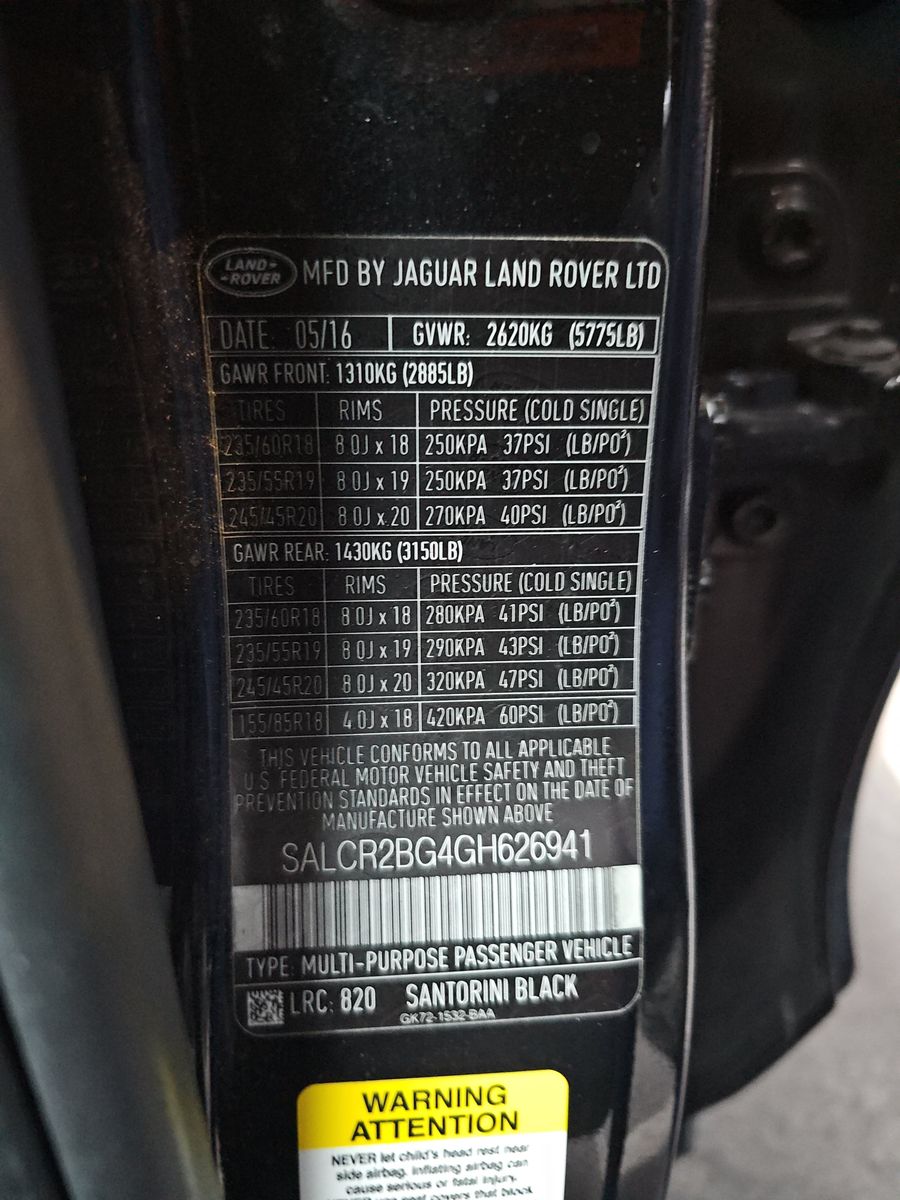 LAND-
-ROVER
MFD BY JAGUAR LAND ROVER LTD
DATE: 05/16 GVWR: 2620KG (5775LB)
GAWR FRONT: 1310KG (2885LB)
TIRES RIMS PRESSURE (COLD SINGLE)
235/60R18 8.0J x 18 250KPA 37PSI (LB/PO²)
235/55R19 8.0J x 19 250KPA 37PSI (LB/PO²)
245/45R20 8.0J x 20 270KPA 40PSI (LB/PO²)
GAWR REAR: 1430KG (3150LB)
TIRES RIMS PRESSURE (COLD SINGLE)
235/60R18 8.0J x 18 280KPA 41PSI (LB/PO²)
235/55R19 8.0J x 19 290KPA 43PSI (LB/PO²)
245/45R20 8.0J x 20 320KPA 47PSI (LB/PO²)
155/85R18 4.0J x 18 420KPA 60PSI (LB/PO²)
THIS VEHICLE CONFORMS TO ALL APPLICABLE
U.S. FEDERAL MOTOR VEHICLE SAFETY AND THEFT
PREVENTION STANDARDS IN EFFECT ON THE DATE OF
MANUFACTURE SHOWN ABOVE
SALCR2BG4GH626941
TYPE: MULTI-PURPOSE PASSENGER VEHICLE
LRC: 820 SANTORINI BLACK
GK72-1532-BAA
WARNING
ATTENTION
NEVER let child's head rest near
side airbag. Inflating airbag can
cause serious or fatal injury.
NEVER use seat covers that block